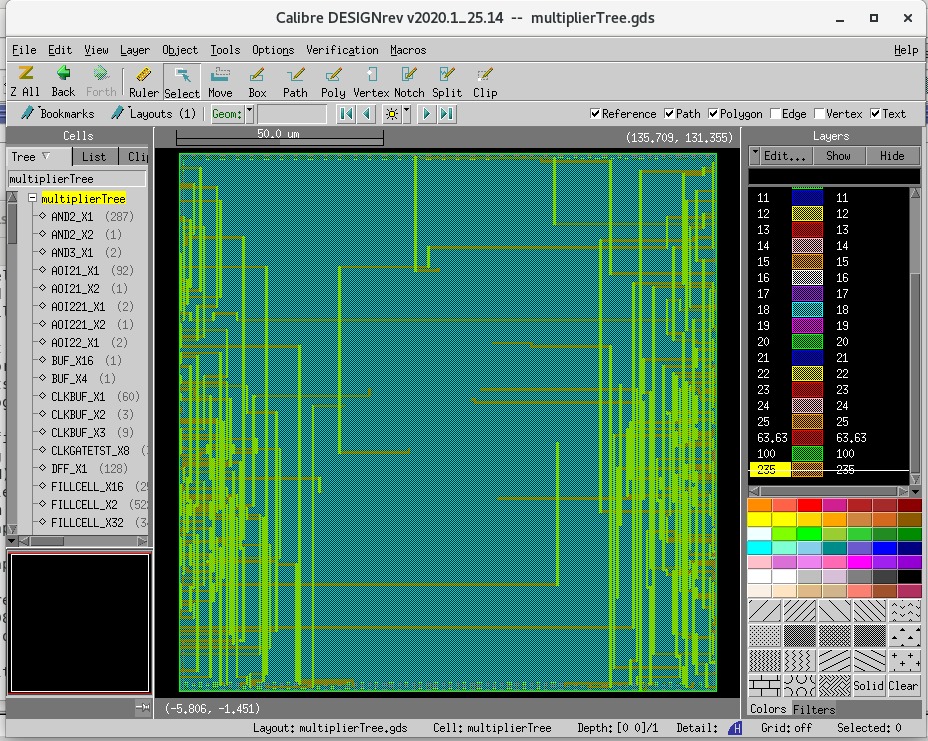 Calibre DESIGNrev v2020.1_25.14 -- multiplierTree.gds
File Edit View Layer Object Tools Options Verification Macros Help
Z All Back Forth Ruler Select Move Box Path Poly Vertex Notch Split Clip
Bookmarks Layouts (1) Geom: Reference Path Polygon Edge Vertex Text
Cells
50.0 um
(135.709, 131.355)
Layers
Tree List Cli
Edit... Show Hide
multiplierTree
multiplierTree
AND2_X1 (287)
AND2_X2 (1)
AND3_X1 (2)
AOI21_X1 (92)
AOI21_X2 (1)
AOI221_X1 (2)
AOI221_X2 (1)
AOI22_X1 (2)
BUF_X16 (1)
BUF_X4 (1)
CLKBUF_X1 (60)
CLKBUF_X2 (3)
CLKBUF_X3 (9)
CLKGATETST_X8 (
DFF_X1 (128)
FILLCELL_X16 (2
FILLCELL_X2 (52
FILLCELL_X32 (3
11 11
12 12
13 13
14 14
15 15
16 16
17 17
18 18
19 19
20 20
21 21
22 22
23 23
24 24
25 25
63.63 63.63
100 100
235 235
Solid Clear
Colors Filters
(-5.806, -1.451)
Layout: multiplierTree.gds Cell: multiplierTree Depth: [0 0]/1 Detail: H Grid: off Selected: 0